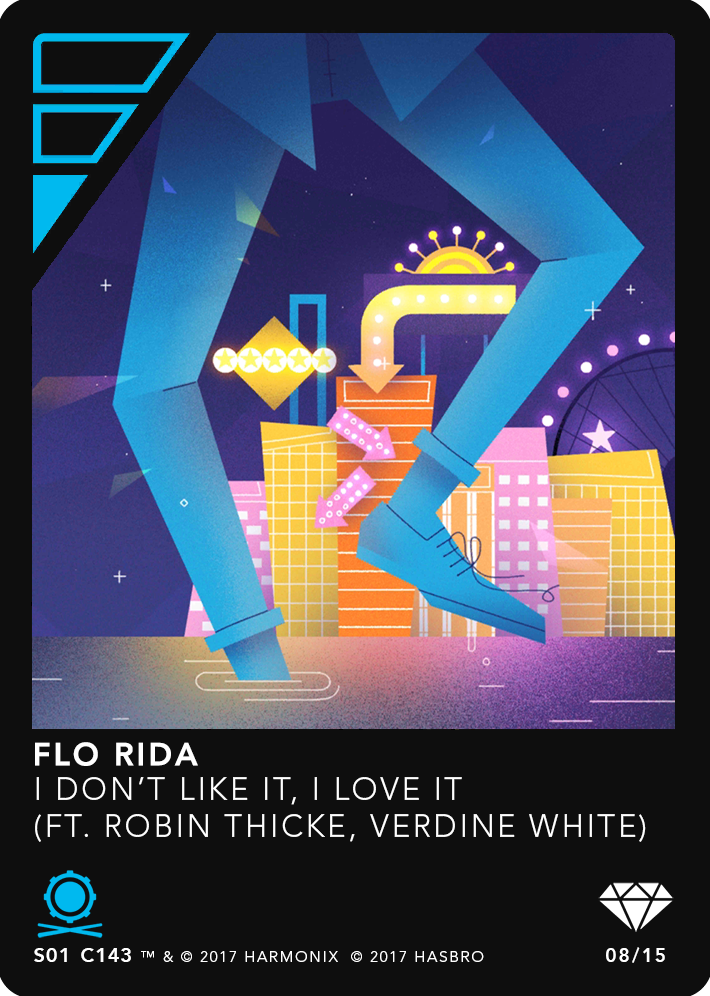 FLO RIDA
I DON'T LIKE IT, I LOVE IT
(FT. ROBIN THICKE, VERDINE WHITE)
S01 C143 ™ & © 2017 HARMONIX © 2017 HASBRO 08/15